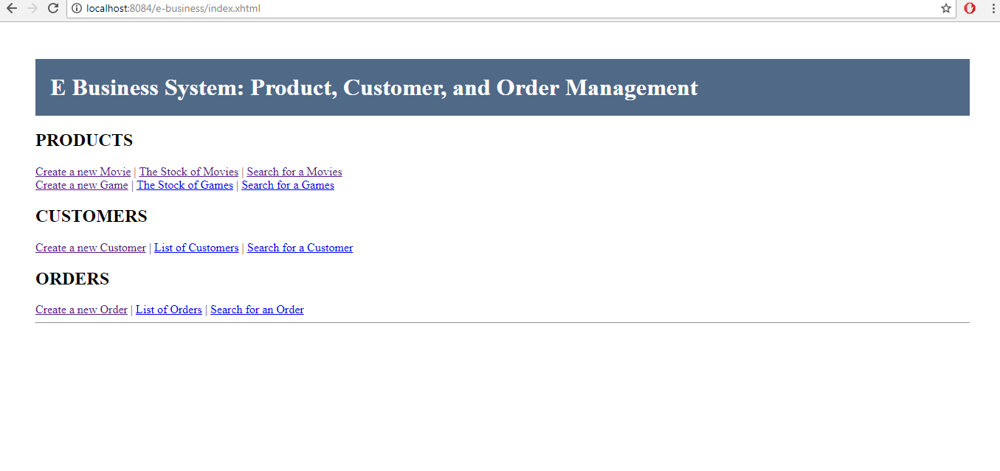 localhost:8084/e-business/index.xhtml
E Business System: Product, Customer, and Order Management
PRODUCTS
Create a new Movie | The Stock of Movies | Search for a Movies
Create a new Game | The Stock of Games | Search for a Games
CUSTOMERS
Create a new Customer | List of Customers | Search for a Customer
ORDERS
Create a new Order | List of Orders | Search for an Order